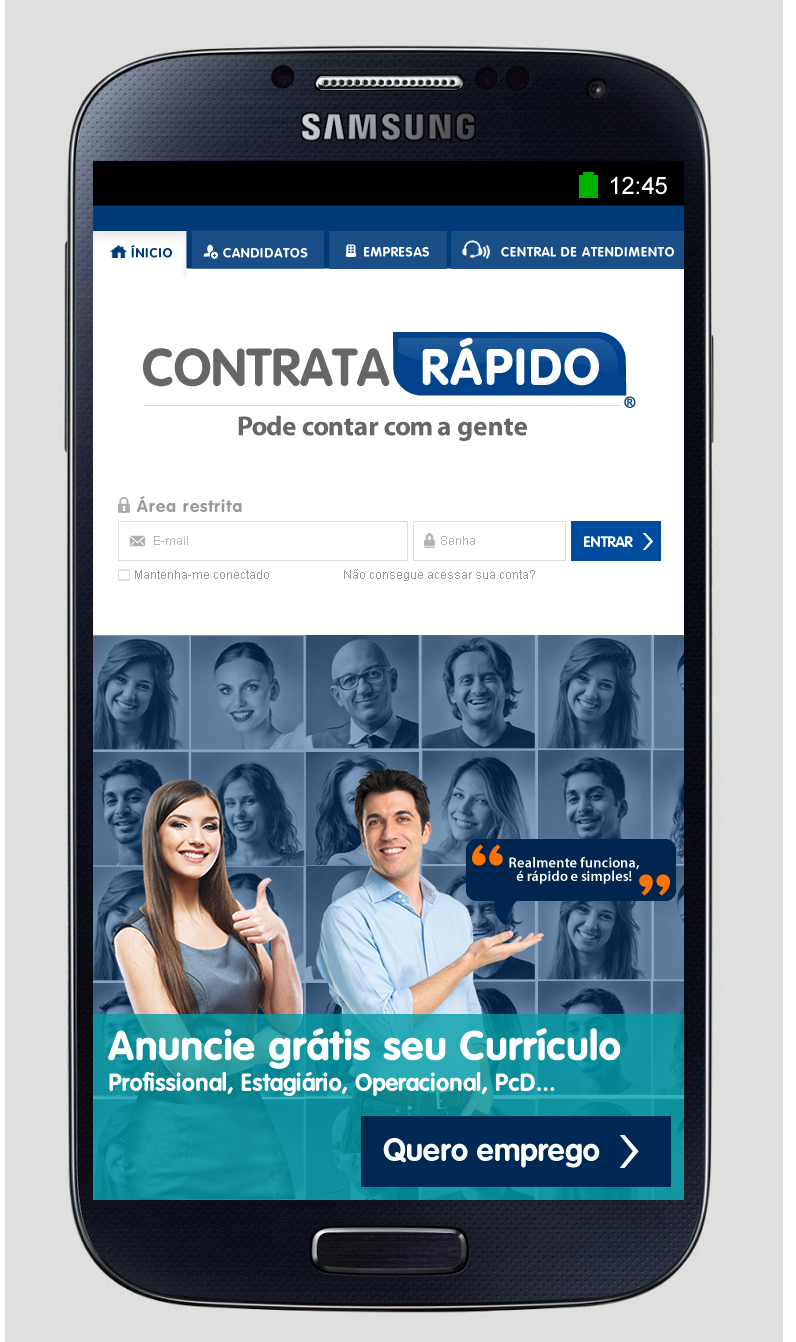 SAMSUNG
12:45
ÍNICIO CANDIDATOS EMPRESAS CENTRAL DE ATENDIMENTO
CONTRATA RÁPIDO
®
Pode contar com a gente
Área restrita
E-mail Senha ENTRAR
Mantenha-me conectado Não consegue acessar sua conta?
“ Realmente funciona,
é rápido e simples! ”
Anuncie grátis seu Currículo
Profissional, Estagiário, Operacional, PcD...
Quero emprego